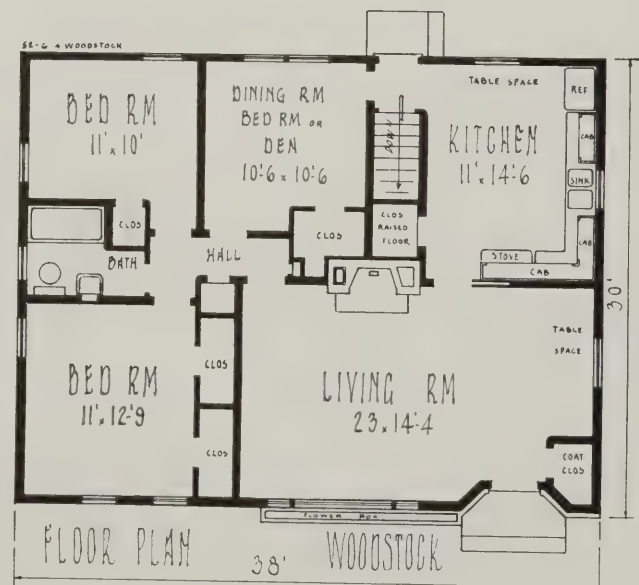 52-6 4 WOODSTOCK
BED RM
11' x 10'
DINING RM
BED RM OR
DEN
10'-6 x 10'-6
DOWN
TABLE SPACE
KITCHEN
11' x 14'-6
REF
CAB
SINK
CAB
STOVE
CAB
CLOS
BATH
HALL
CLOS
CLOS
RAISED
FLOOR
BED RM
11' x 12'-9
CLOS
CLOS
LIVING RM
23 x 14'-4
TABLE
SPACE
COAT
CLOS
FLOWER BOX
30'
FLOOR PLAN
38'
WOODSTOCK